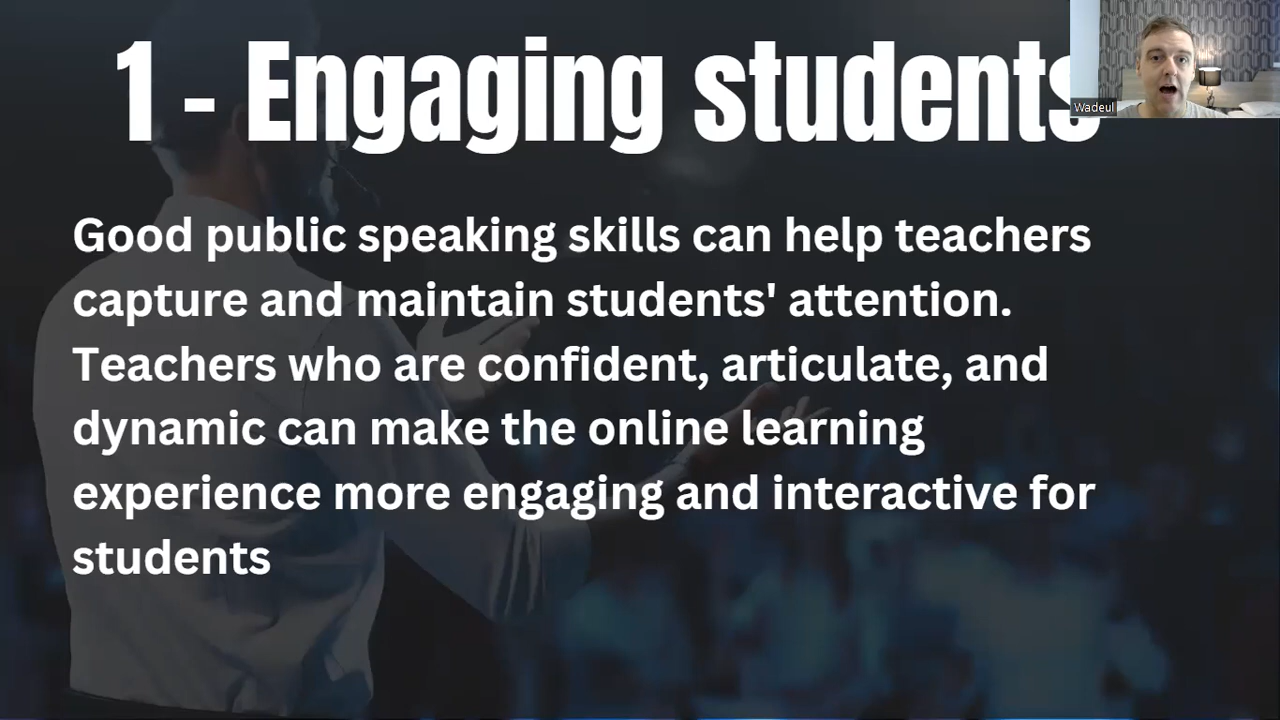 1 - Engaging students
Wadeul
Good public speaking skills can help teachers
capture and maintain students' attention.
Teachers who are confident, articulate, and
dynamic can make the online learning
experience more engaging and interactive for
students